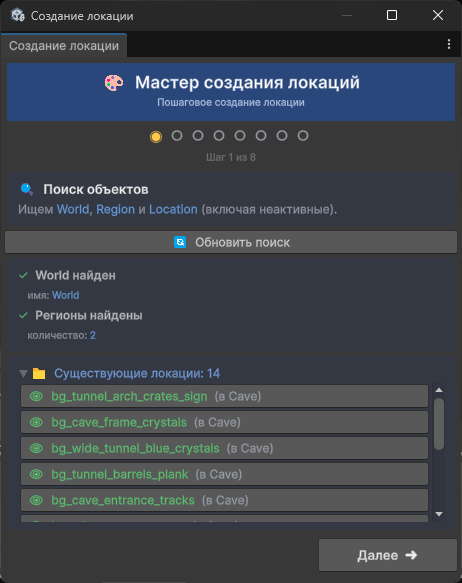 Создание локации
Создание локации
Мастер создания локаций
Пошаговое создание локации
Шаг 1 из 8
Поиск объектов
Ищем World, Region и Location (включая неактивные).
Обновить поиск
World найден
имя: World
Регионы найдены
количество: 2
Существующие локации: 14
bg_tunnel_arch_crates_sign (в Cave)
bg_cave_frame_crystals (в Cave)
bg_wide_tunnel_blue_crystals (в Cave)
bg_tunnel_barrels_plank (в Cave)
bg_cave_entrance_tracks (в Cave)
Далее ➜